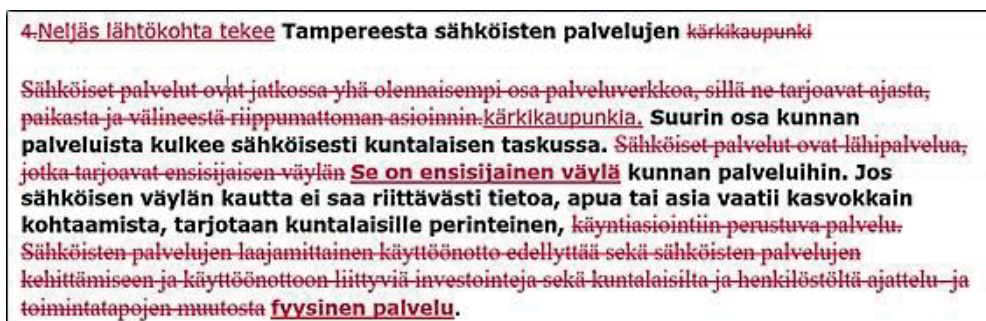 4.Neljäs lähtökohta tekee Tampereesta sähköisten palvelujen kärkikaupunki
Sähköiset palvelut ovat jatkossa yhä olennaisempi osa palveluverkkoa, sillä ne tarjoavat ajasta,
paikasta ja välineestä riippumattoman asioinnin.kärkikaupunkia. Suurin osa kunnan
palveluista kulkee sähköisesti kuntalaisen taskussa. Sähköiset palvelut ovat lähipalvelua,
jotka tarjoavat ensisijaisen väylän Se on ensisijainen väylä kunnan palveluihin. Jos
sähköisen väylän kautta ei saa riittävästi tietoa, apua tai asia vaatii kasvokkain
kohtaamista, tarjotaan kuntalaisille perinteinen, käyntiasiointiin perustuva palvelu.
Sähköisten palvelujen laajamittainen käyttöönotto edellyttää sekä sähköisten palvelujen
kehittämiseen ja käyttöönottoon liittyviä investointeja sekä kuntalaisilta ja henkilöstöltä ajattelu- ja
toimintatapojen muutosta fyysinen palvelu.